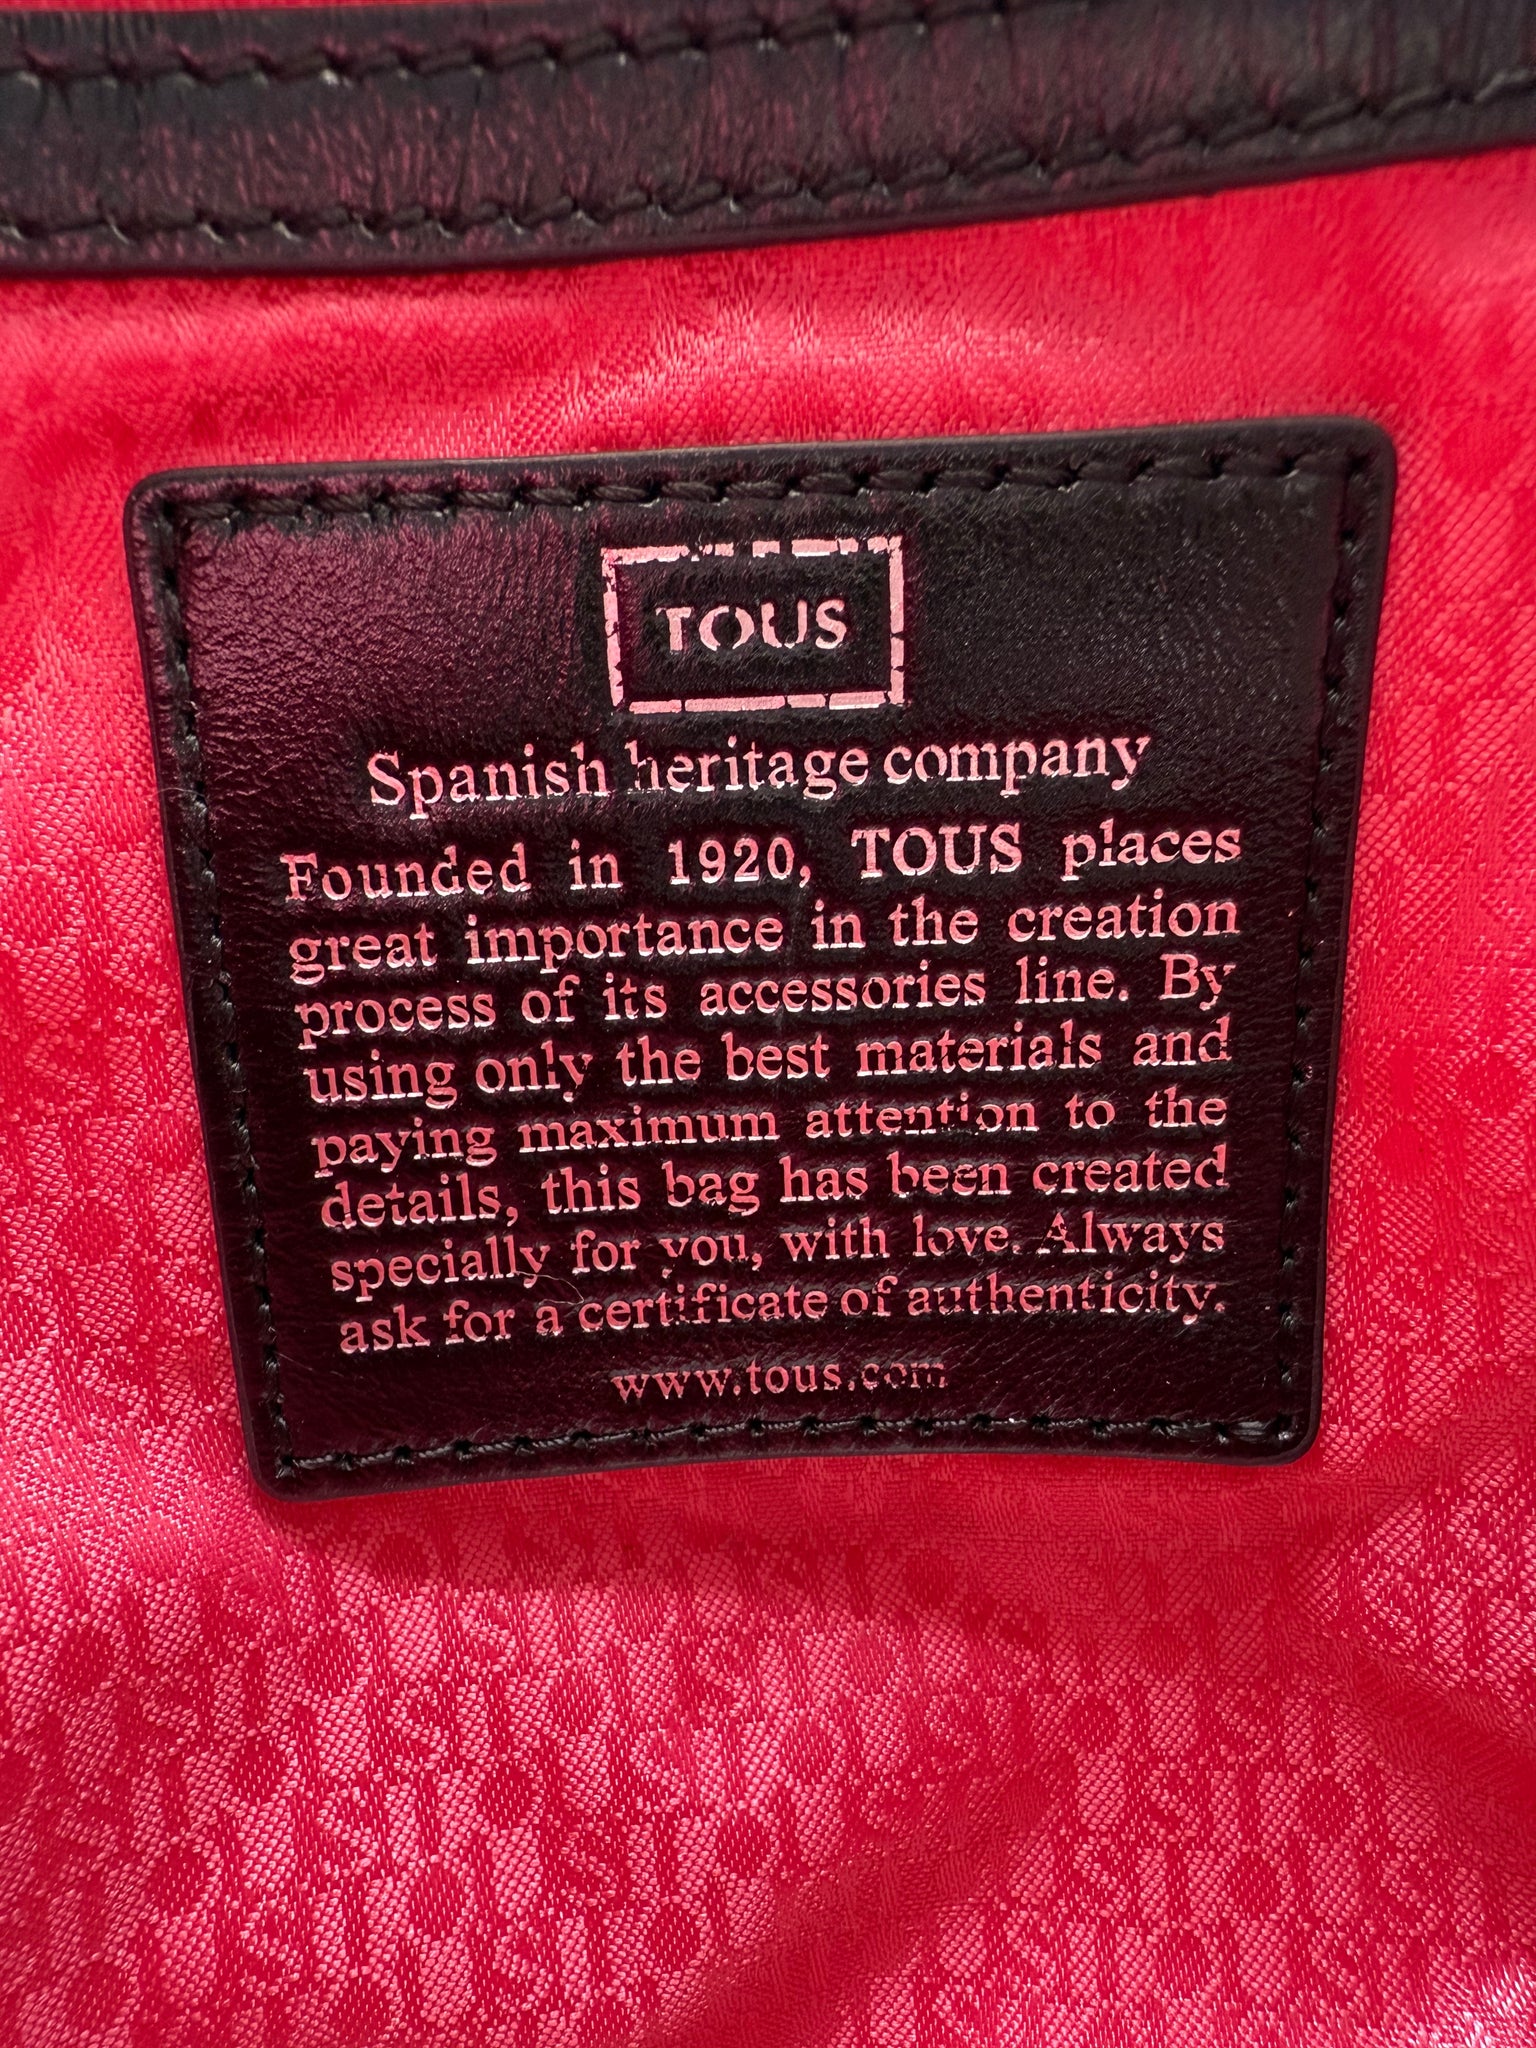 TOUS
Spanish heritage company
Founded in 1920, TOUS places
great importance in the creation
process of its accessories line. By
using only the best materials and
paying maximum attention to the
details, this bag has been created
specially for you, with love. Always
ask for a certificate of authenticity.
www.tous.com